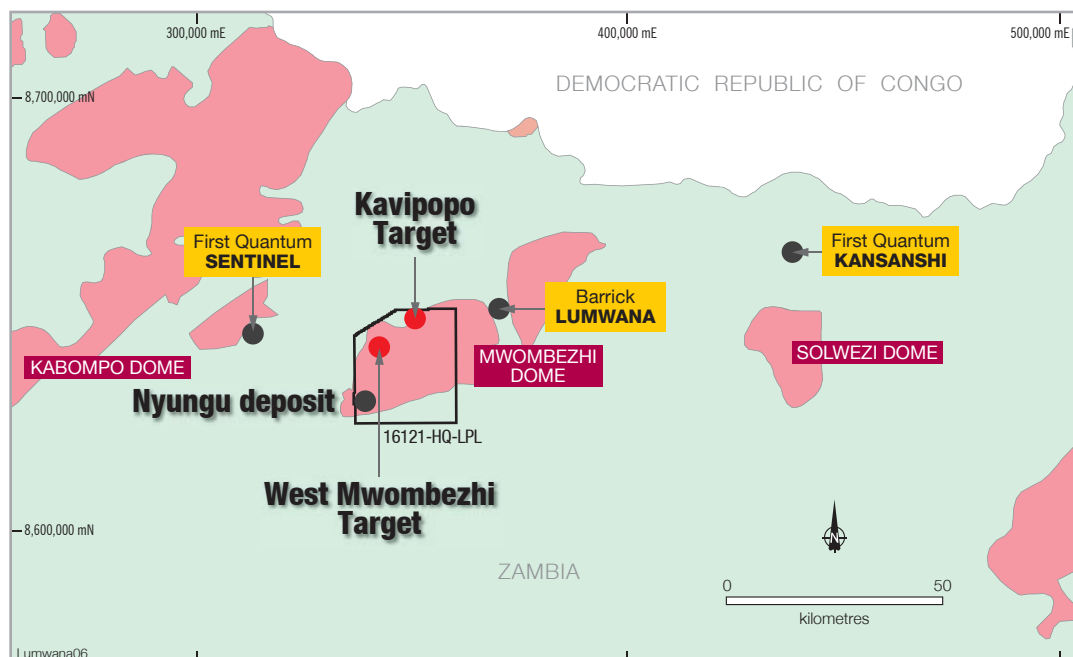 300,000 mE
400,000 mE
500,000 mE
8,700,000 mN
DEMOCRATIC REPUBLIC OF CONGO
Kavipopo
Target
First Quantum
SENTINEL
First Quantum
KANSANSHI
Barrick
LUMWANA
KABOMPO DOME
MWOMBEZHI
DOME
SOLWEZI DOME
Nyungu deposit
16121-HQ-LPL
West Mwombezhi
Target
8,600,000 mN
N
ZAMBIA
0
50
kilometres
Lumwana06